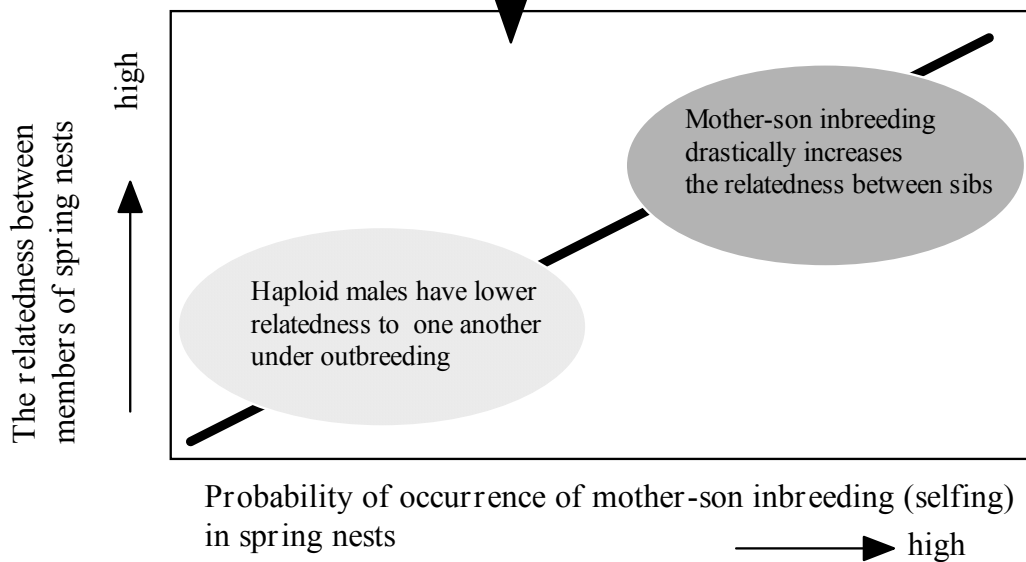 The relatedness between
members of spring nests
high
Mother-son inbreeding
drastically increases
the relatedness between sibs
Haploid males have lower
relatedness to one another
under outbreeding
Probability of occurrence of mother-son inbreeding (selfing)
in spring nests
high